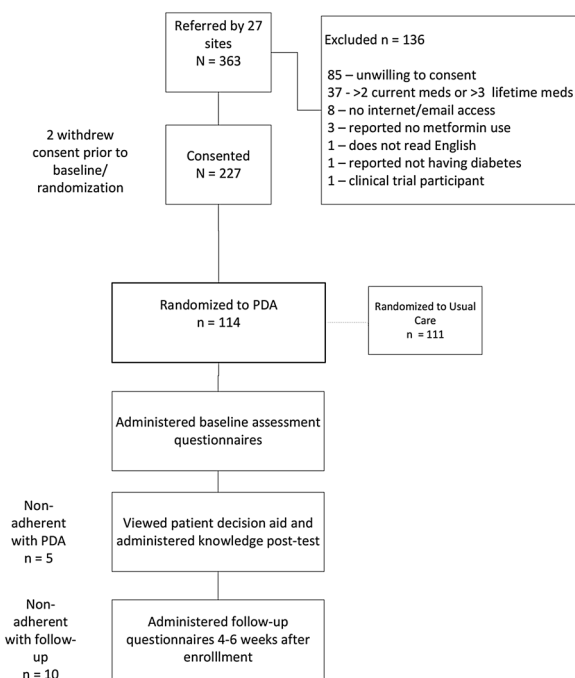 Referred by 27
sites
N = 363
Excluded n = 136
85 – unwilling to consent
37 - >2 current meds or >3 lifetime meds
8 – no internet/email access
3 – reported no metformin use
1 – does not read English
1 – reported not having diabetes
1 – clinical trial participant
2 withdrew
consent prior to
baseline/
randomization
Consented
N = 227
Randomized to PDA
n = 114
Randomized to Usual
Care
n = 111
Administered baseline assessment
questionnaires
Non-
adherent
with PDA
n = 5
Viewed patient decision aid and
administered knowledge post-test
Non-
adherent
with follow-
up
n = 10
Administered follow-up
questionnaires 4-6 weeks after
enrolllment